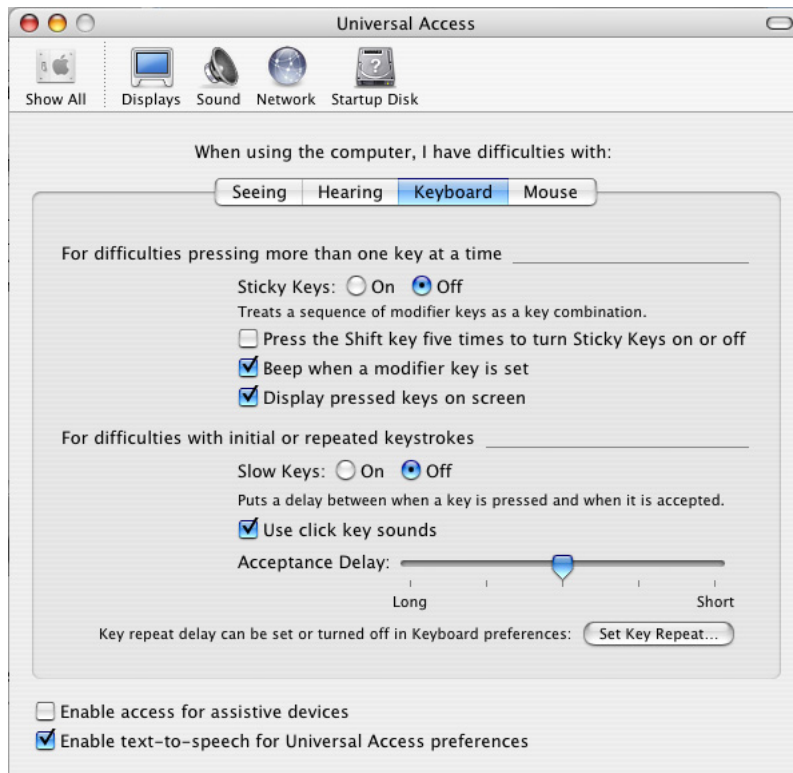 Universal Access
Show All Displays Sound Network Startup Disk
When using the computer, I have difficulties with:
Seeing Hearing Keyboard Mouse
For difficulties pressing more than one key at a time
Sticky Keys: On Off
Treats a sequence of modifier keys as a key combination.
Press the Shift key five times to turn Sticky Keys on or off
Beep when a modifier key is set
Display pressed keys on screen
For difficulties with initial or repeated keystrokes
Slow Keys: On Off
Puts a delay between when a key is pressed and when it is accepted.
Use click key sounds
Acceptance Delay:
Long Short
Key repeat delay can be set or turned off in Keyboard preferences: Set Key Repeat...
Enable access for assistive devices
Enable text-to-speech for Universal Access preferences